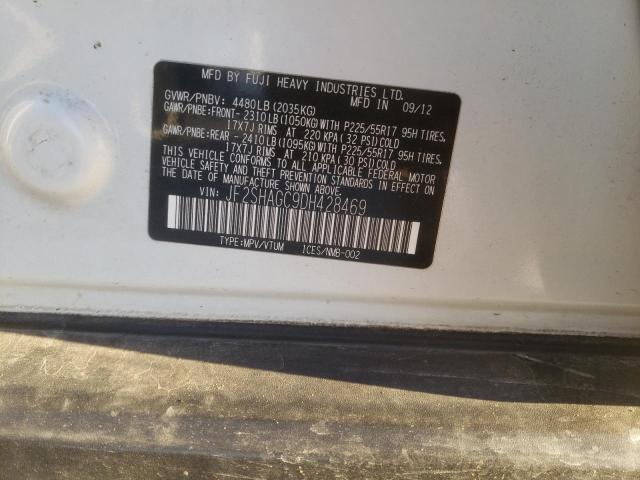 MFD BY FUJI HEAVY INDUSTRIES LTD.
MFD IN 09/12
GVWR/PNBV: 4480LB(2035KG)
GAWR/PNBE:FRONT-2310LB(1050KG)WITH P225/55R17 95H TIRES,
17X7J RIMS AT 220 KPA(32 PSI)COLD
GAWR/PNBE:REAR -2410LB(1095KG)WITH P225/55R17 95H TIRES,
17X7J RIMS AT 210 KPA(30 PSI)COLD
THIS VEHICLE CONFORMS TO ALL APPLICABLE FEDERAL MOTOR
VEHICLE SAFETY AND THEFT PREVENTION STANDARDS IN EFFECT
ON THE DATE OF MANUFACTURE SHOWN ABOVE.
VIN: JF2SHAGC9DH428469
TYPE:MPV/VTUM ICES/NMB-002